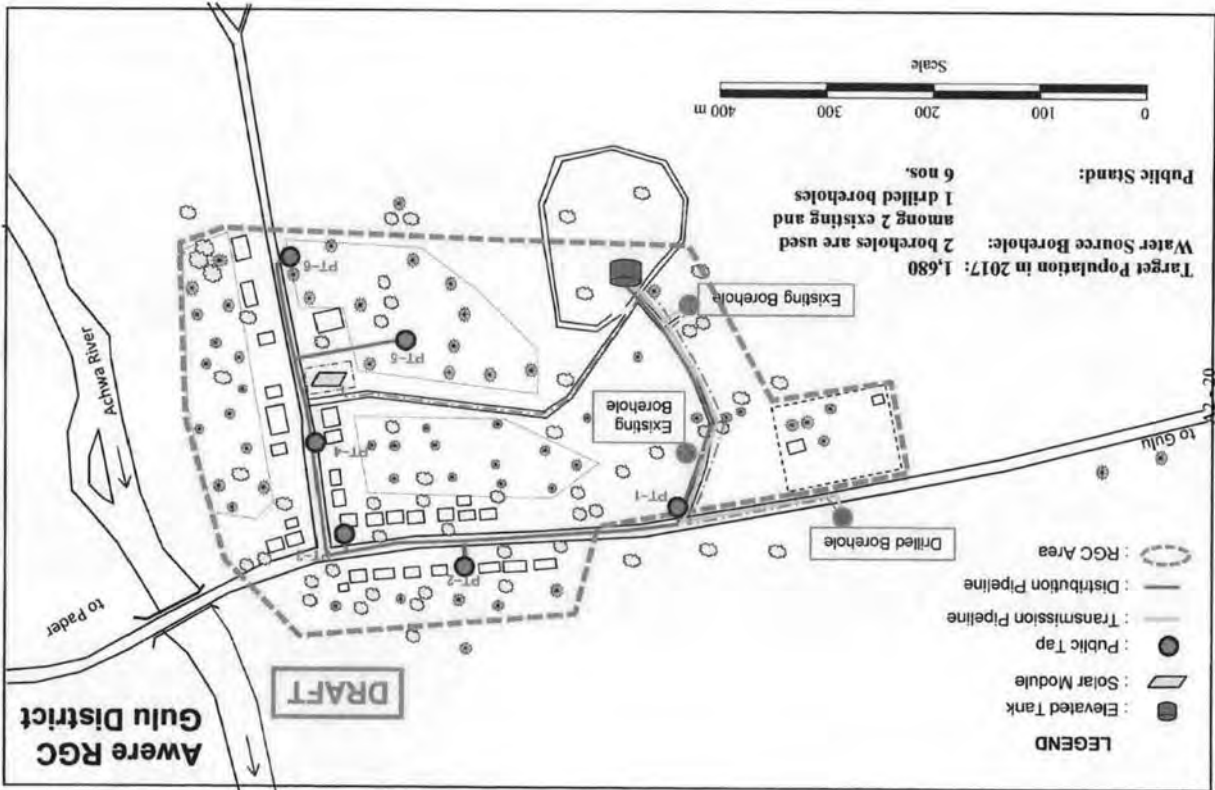 Awere RGC
Gulu District
DRAFT
LEGEND
: Elevated Tank
: Solar Module
: Public Tap
: Transmission Pipeline
: Distribution Pipeline
: RGC Area
to Pader
Achwa River
to Gulu
Drilled Borehole
Existing
Borehole
Existing Borehole
PT-1
PT-2
PT-3
PT-4
PT-5
PT-6
Target Population in 2017: 1,680
Water Source Borehole: 2 boreholes are used
among 2 existing and
1 drilled boreholes
Public Stand: 6 nos.
0 100 200 300 400 m
Scale
A2 - 20